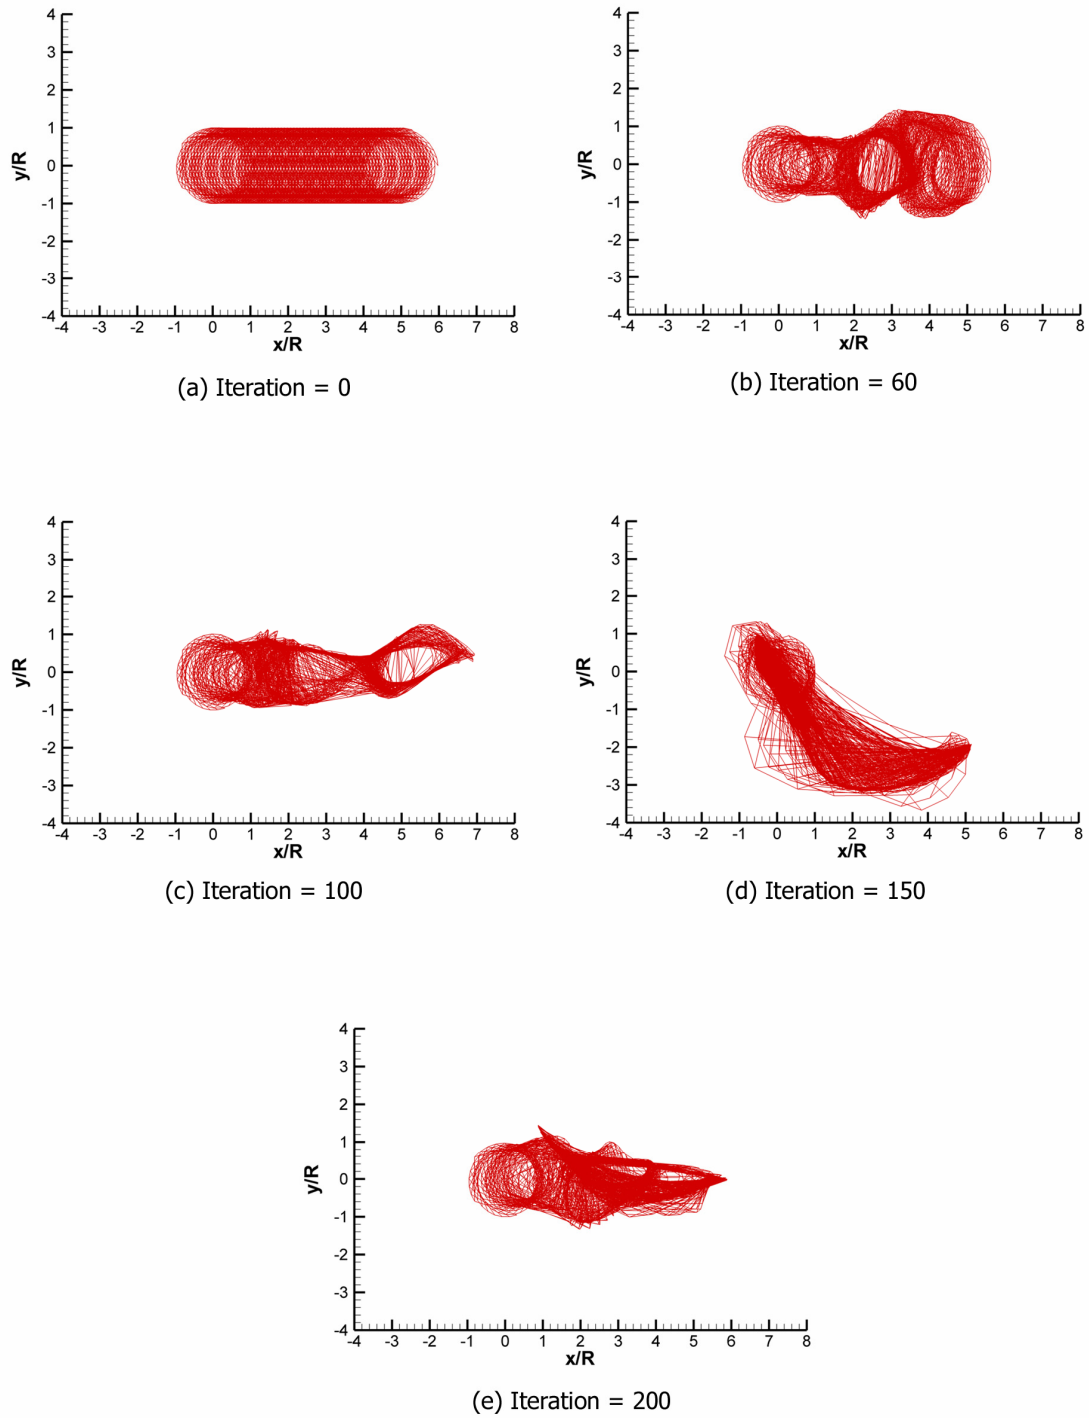 4
3
2
1
0
-1
-2
-3
-4
y/R
-4 -3 -2 -1 0 1 2 3 4 5 6 7 8
x/R
(a) Iteration = 0
4
3
2
1
0
-1
-2
-3
-4
y/R
-4 -3 -2 -1 0 1 2 3 4 5 6 7 8
x/R
(b) Iteration = 60
4
3
2
1
0
-1
-2
-3
-4
y/R
-4 -3 -2 -1 0 1 2 3 4 5 6 7 8
x/R
(c) Iteration = 100
4
3
2
1
0
-1
-2
-3
-4
y/R
-4 -3 -2 -1 0 1 2 3 4 5 6 7 8
x/R
(d) Iteration = 150
4
3
2
1
0
-1
-2
-3
-4
y/R
-4 -3 -2 -1 0 1 2 3 4 5 6 7 8
x/R
(e) Iteration = 200